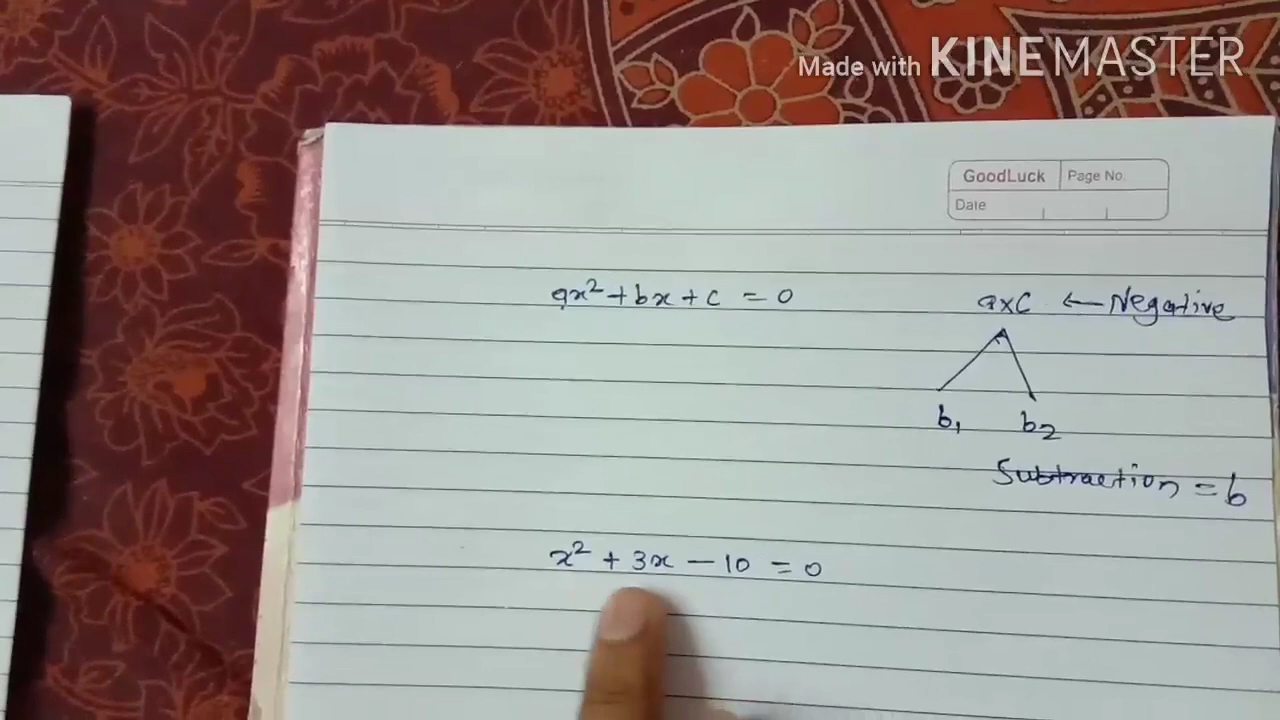 Made with KINEMASTER
GoodLuck Page No.
Date
ax² + bx + c = 0
a×c ← Negative
b₁ b₂
Subtraction = b
x² + 3x - 10 = 0